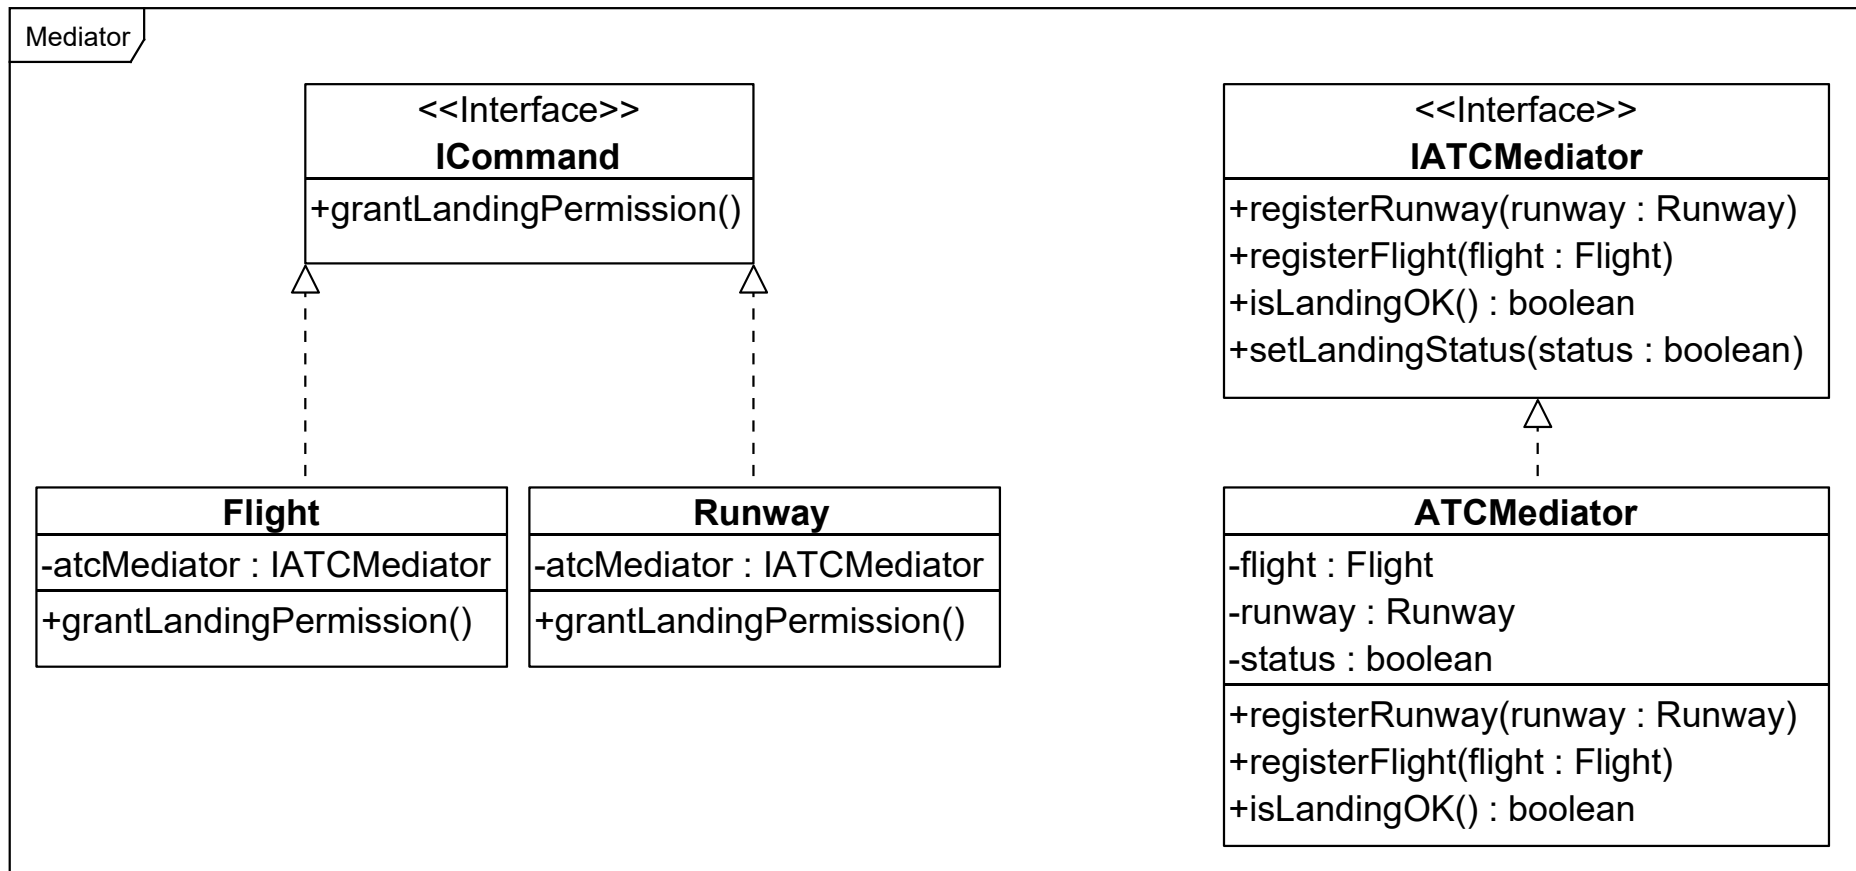 Mediator
<<Interface>>
ICommand
+grantLandingPermission()
<<Interface>>
IATCMediator
+registerRunway(runway : Runway)
+registerFlight(flight : Flight)
+isLandingOK() : boolean
+setLandingStatus(status : boolean)
Flight
-atcMediator : IATCMediator
+grantLandingPermission()
Runway
-atcMediator : IATCMediator
+grantLandingPermission()
ATCMediator
-flight : Flight
-runway : Runway
-status : boolean
+registerRunway(runway : Runway)
+registerFlight(flight : Flight)
+isLandingOK() : boolean